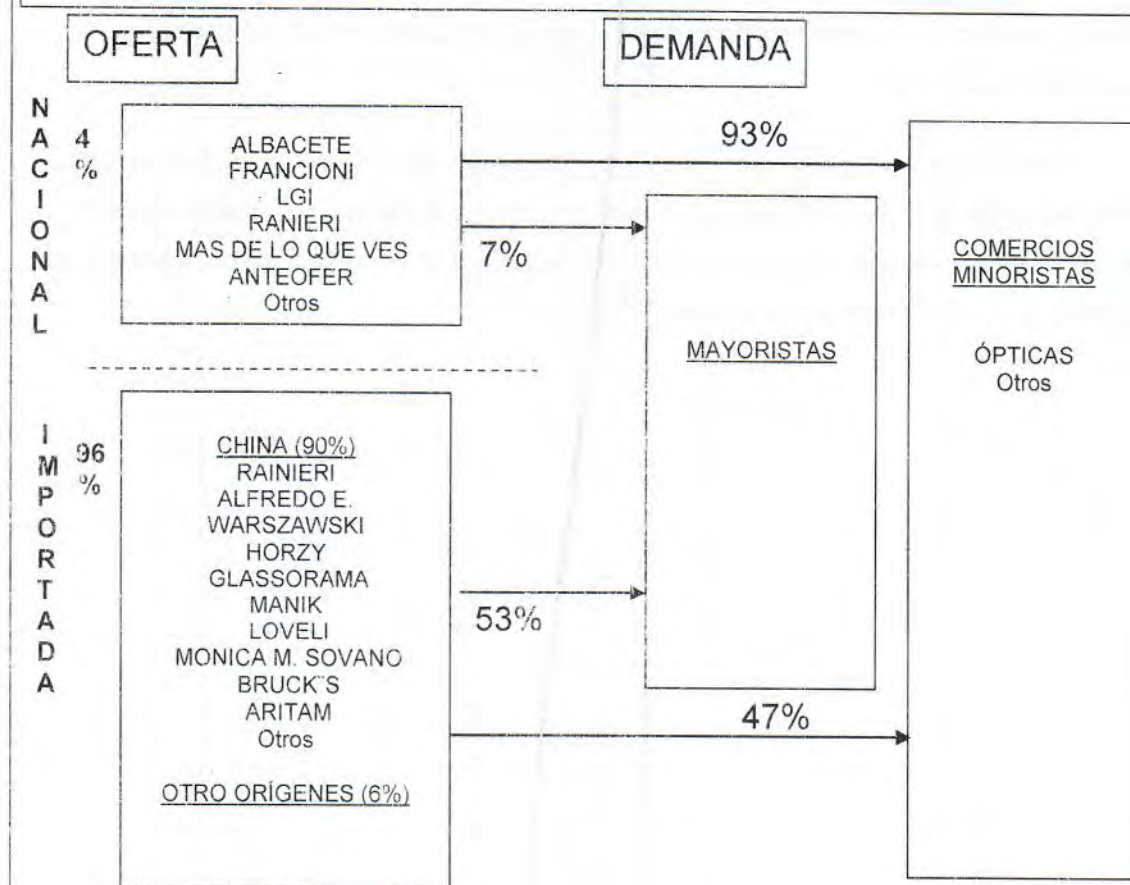 OFERTA
DEMANDA
NACIONAL
4
%
ALBACETE
FRANCIONI
LGI
RANIERI
MAS DE LO QUE VES
ANTEOFER
Otros
93%
7%
MAYORISTAS
COMERCIOS
MINORISTAS
ÓPTICAS
Otros
IMPORTADA
96
%
CHINA (90%)
RAINIERI
ALFREDO E.
WARSZAWSKI
HORZY
GLASSORAMA
MANIK
LOVELI
MONICA M. SOVANO
BRUCK¨S
ARITAM
Otros
OTRO ORÍGENES (6%)
53%
47%